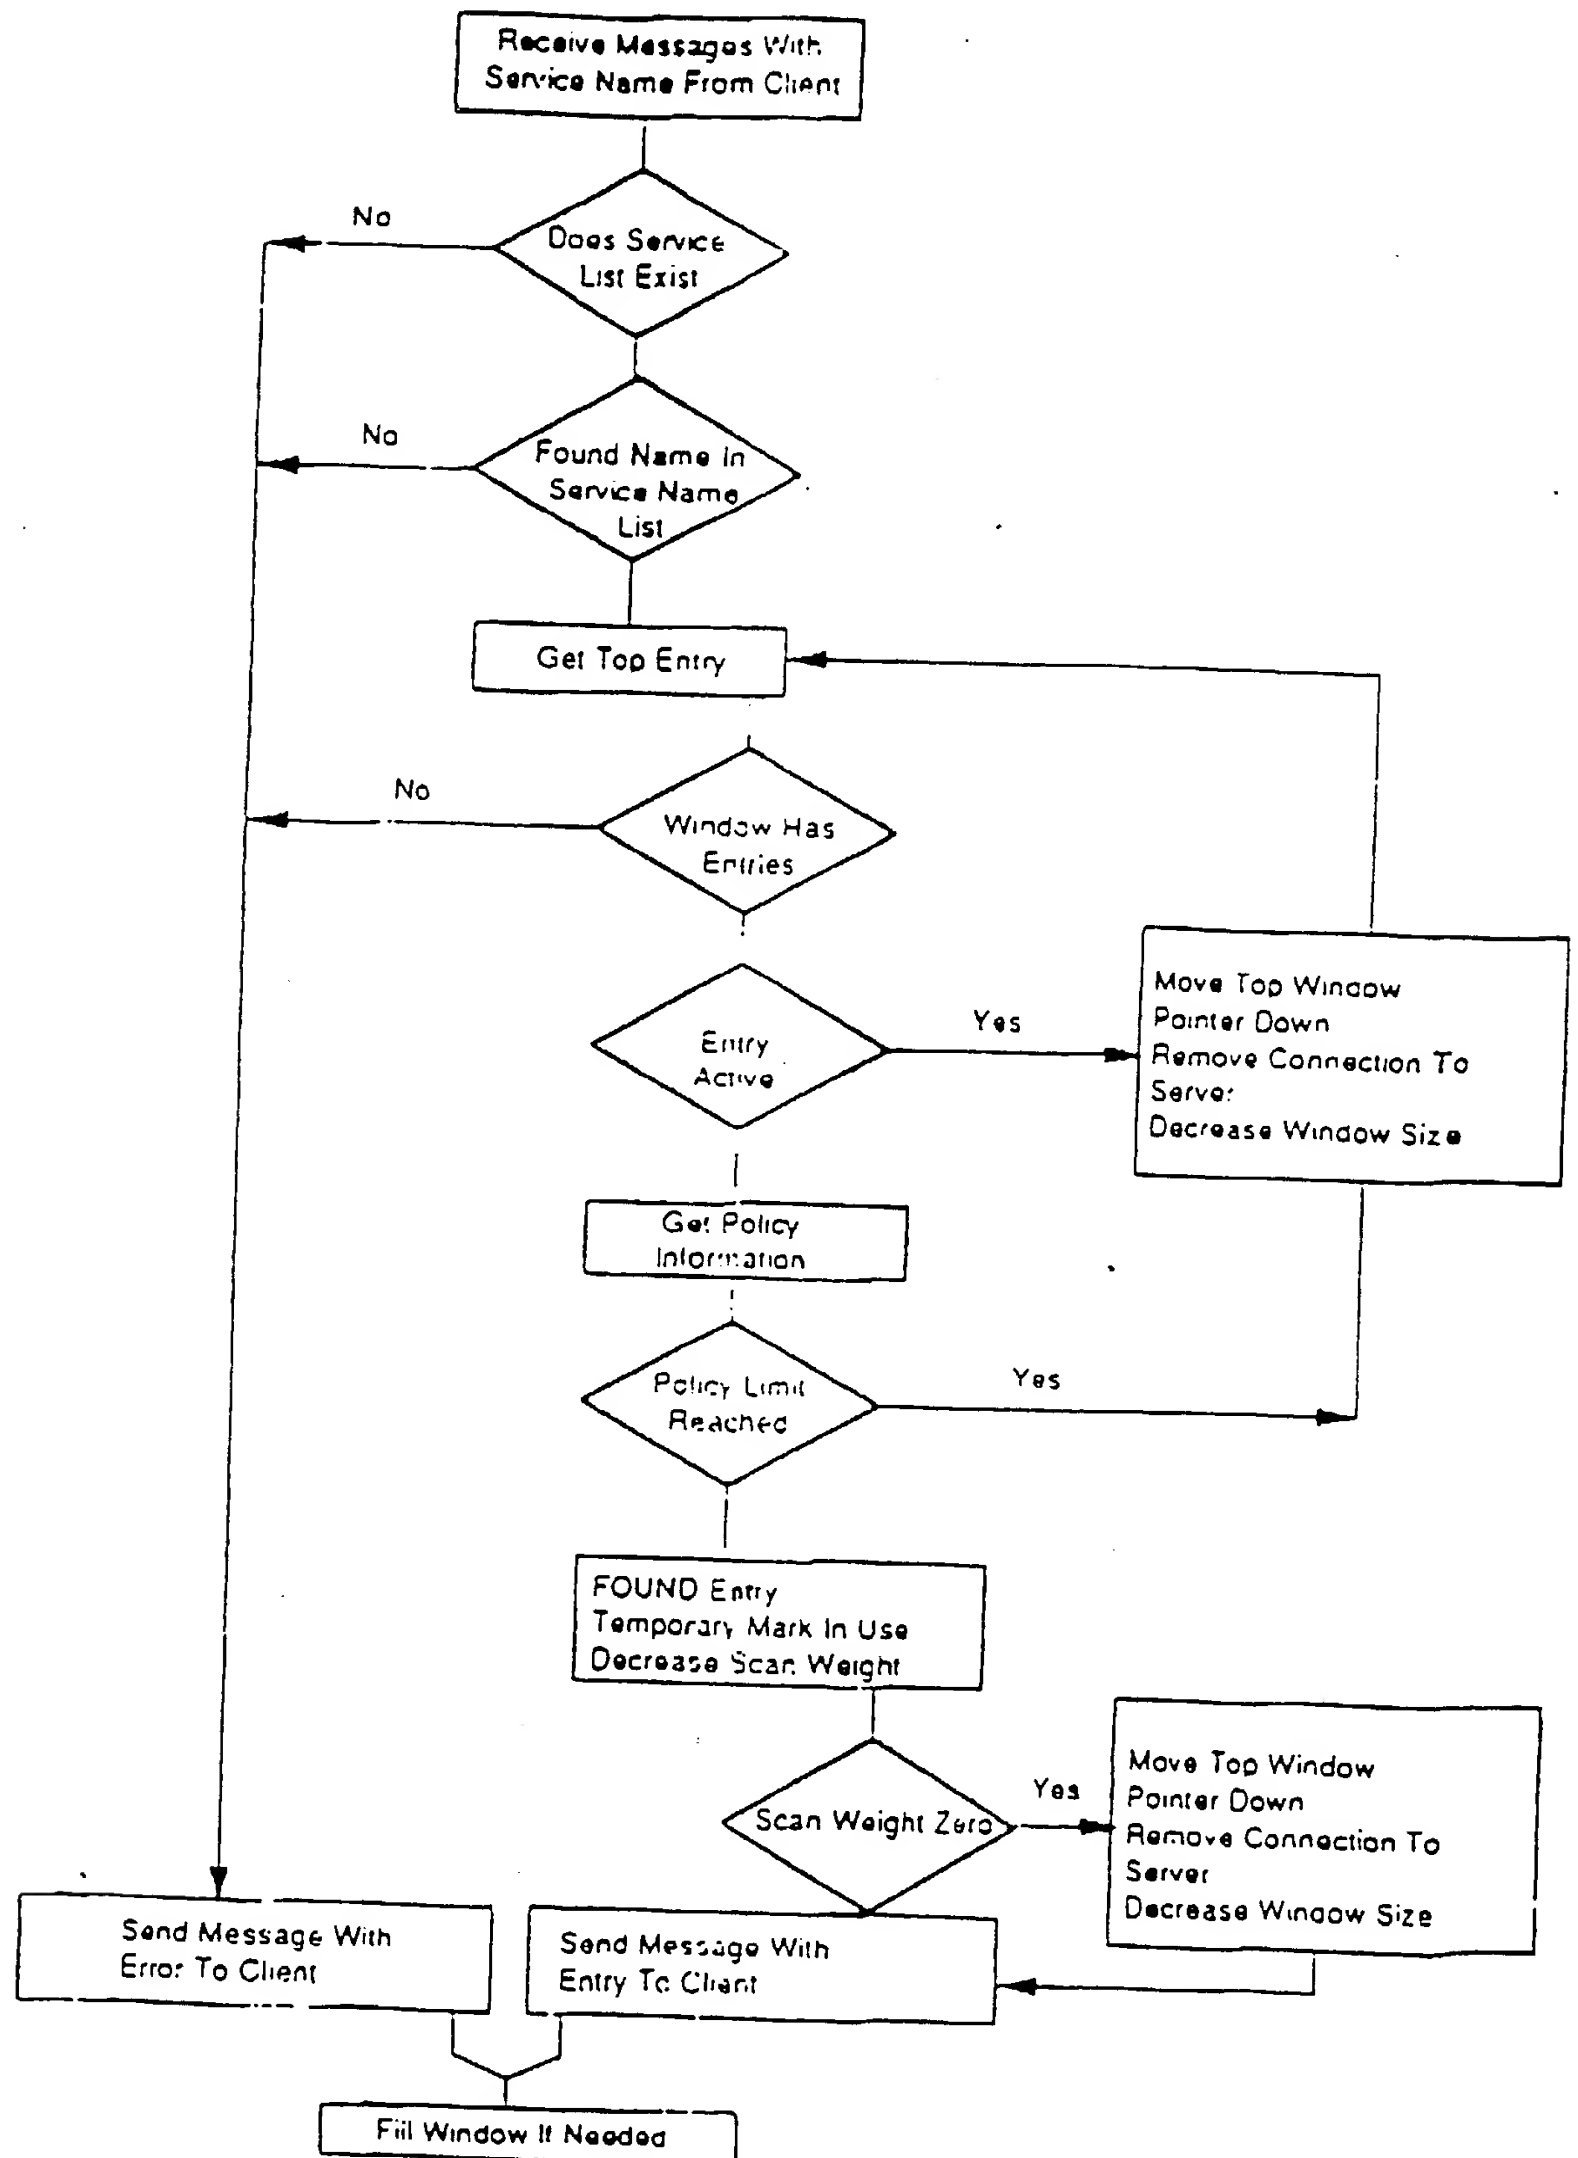 Receive Messages With
Service Name From Client
No
Does Service
List Exist
No
Found Name In
Service Name
List
Get Top Entry
No
Window Has
Entries
Entry
Active
Yes
Move Top Window
Pointer Down
Remove Connection To
Server
Decrease Window Size
Get Policy
Information
Policy Limit
Reached
Yes
FOUND Entry
Temporary Mark In Use
Decrease Scan Weight
Scan Weight Zero
Yes
Move Top Window
Pointer Down
Remove Connection To
Server
Decrease Window Size
Send Message With
Error To Client
Send Message With
Entry To Client
Fill Window If Needed